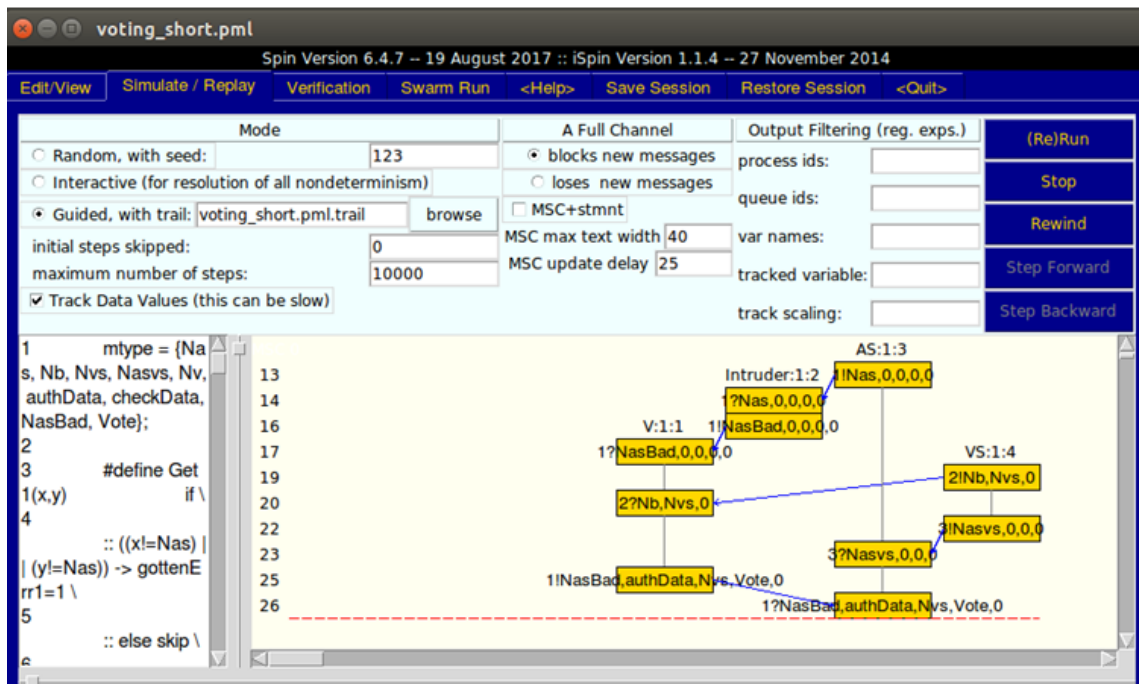 voting_short.pml
Spin Version 6.4.7 -- 19 August 2017 :: iSpin Version 1.1.4 -- 27 November 2014
Edit/View Simulate / Replay Verification Swarm Run <Help> Save Session Restore Session <Quit>
Mode
Random, with seed: 123
Interactive (for resolution of all nondeterminism)
Guided, with trail: voting_short.pml.trail browse
initial steps skipped: 0
maximum number of steps: 10000
Track Data Values (this can be slow)
A Full Channel
blocks new messages
loses new messages
MSC+stmnt
MSC max text width 40
MSC update delay 25
Output Filtering (reg. exps.)
process ids:
queue ids:
var names:
tracked variable:
track scaling:
(Re)Run
Stop
Rewind
Step Forward
Step Backward
1 mtype = {Na
s, Nb, Nvs, Nasvs, Nv,
authData, checkData,
NasBad, Vote};
2
3 #define Get
1(x,y) if \
4
:: ((x!=Nas) |
| (y!=Nas)) -> gottenE
rr1=1 \
5
:: else skip \
6
AS:1:3
13 Intruder:1:2 1!Nas,0,0,0,0
14 1?Nas,0,0,0,0
16 V:1:1 1!NasBad,0,0,0,0
17 1?NasBad,0,0,0,0 VS:1:4
19 2!Nb,Nvs,0
20 2?Nb,Nvs,0
22 3!Nasvs,0,0,0
23 3?Nasvs,0,0,0
25 1!NasBad,authData,Nvs,Vote,0
26 1?NasBad,authData,Nvs,Vote,0